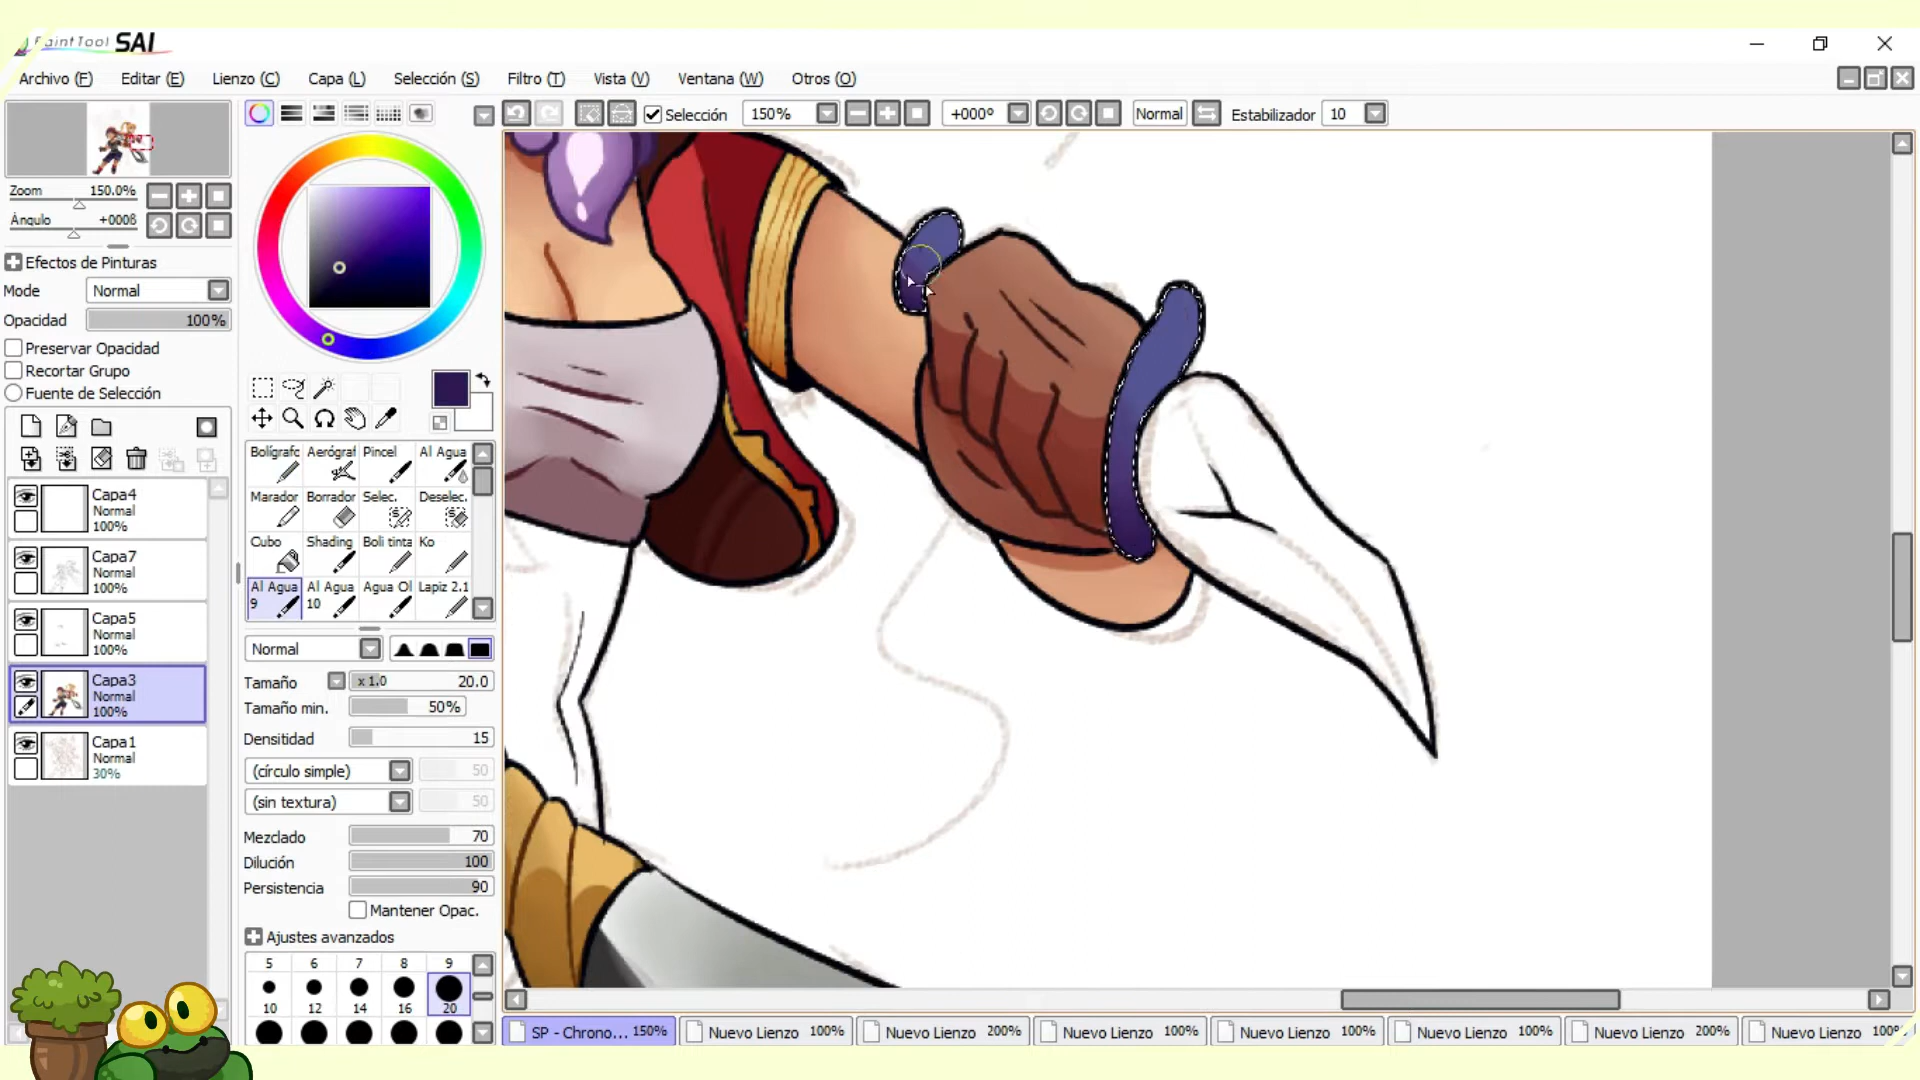 PaintTool SAI
Archivo (F) Editar (E) Lienzo (C) Capa (L) Selección (S) Filtro (T) Vista (V) Ventana (W) Otros (O)
Selección 150% +000º Normal Estabilizador 10
Zoom 150.0%
Ángulo +000ß
Efectos de Pinturas
Mode Normal
Opacidad 100%
Preservar Opacidad
Recortar Grupo
Fuente de Selección
Capa4
Normal
100%
Capa7
Normal
100%
Capa5
Normal
100%
Capa3
Normal
100%
Capa1
Normal
30%
Bolígrafc Aerógraf Pincel Al Agua
Marador Borrador Selec. Deselec.
Cubo Shading Boli tinta Ko
Al Agua Al Agua Agua Ol Lapiz 2.1
9 10
Normal
Tamaño x 1.0 20.0
Tamaño min. 50%
Densitidad 15
(círculo simple) 50
(sin textura) 50
Mezclado 70
Dilución 100
Persistencia 90
Mantener Opac.
Ajustes avanzados
5 6 7 8 9
10 12 14 16 20
SP - Chrono... 150% Nuevo Lienzo 100% Nuevo Lienzo 200% Nuevo Lienzo 100% Nuevo Lienzo 100% Nuevo Lienzo 100% Nuevo Lienzo 200% Nuevo Lienzo 100%